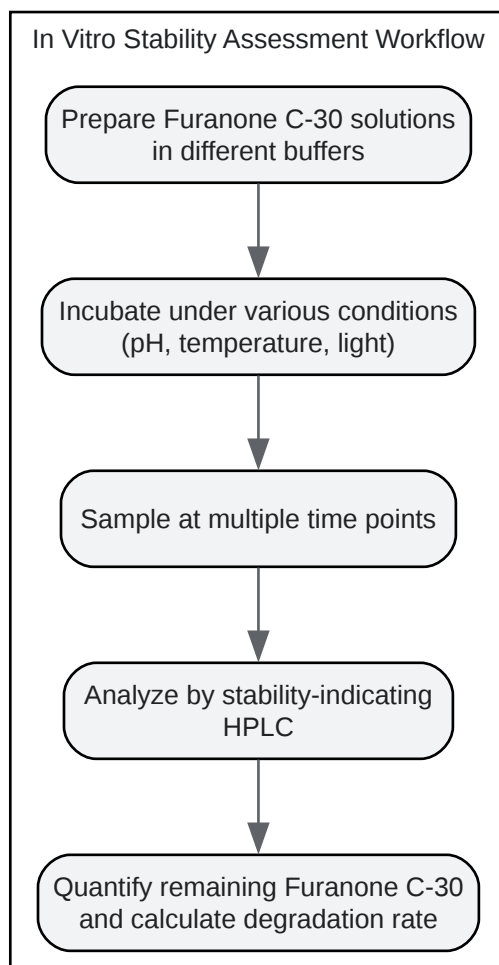 In Vitro Stability Assessment Workflow
Prepare Furanone C-30 solutions
in different buffers
Incubate under various conditions
(pH, temperature, light)
Sample at multiple time points
Analyze by stability-indicating
HPLC
Quantify remaining Furanone C-30
and calculate degradation rate